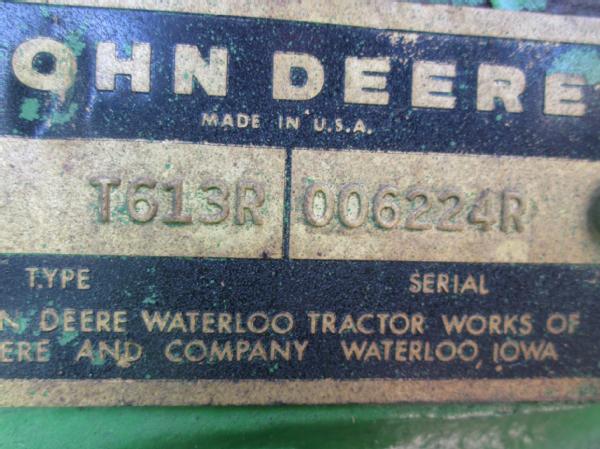 OHN DEERE
MADE IN U.S.A.
T613R 006224R
TYPE SERIAL
N DEERE WATERLOO TRACTOR WORKS OF
ERE AND COMPANY WATERLOO, IOWA